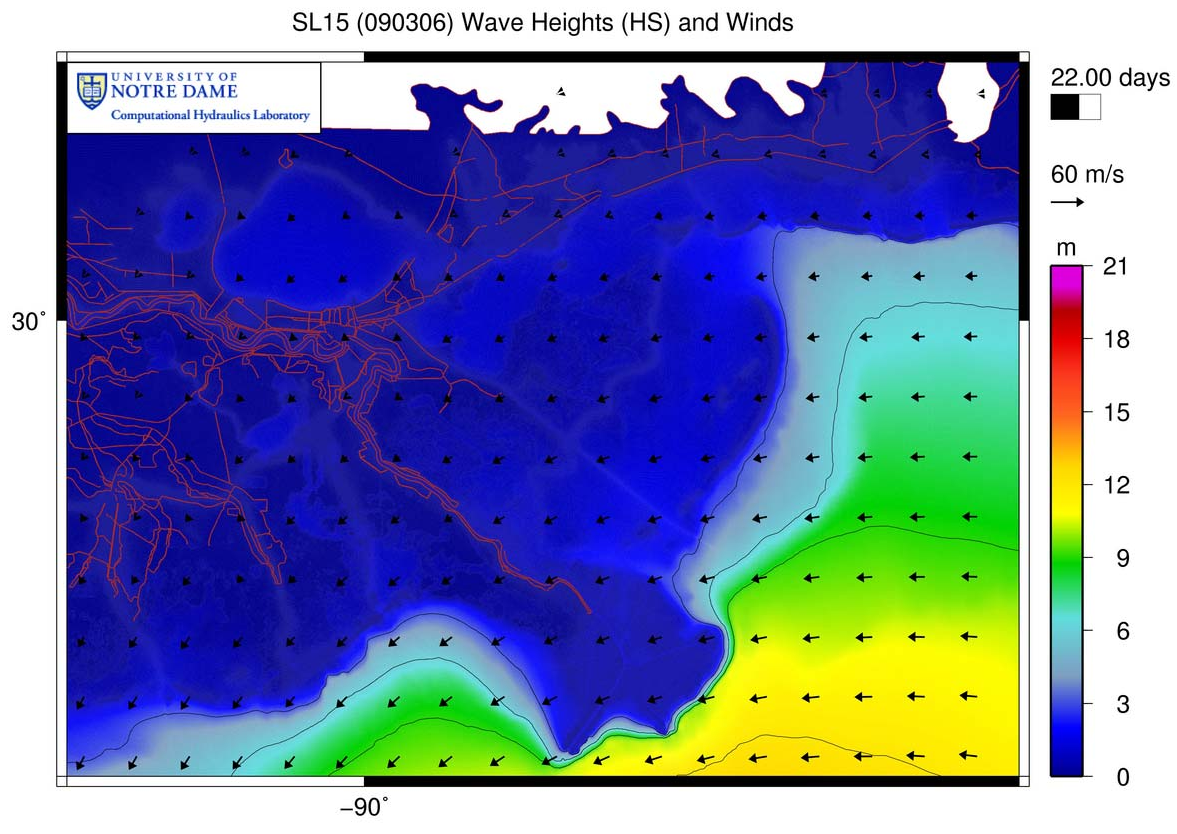 SL15 (090306) Wave Heights (HS) and Winds
UNIVERSITY OF
NOTRE DAME
Computational Hydraulics Laboratory
22.00 days
60 m/s
m
21
18
15
12
9
6
3
0
30°
−90°